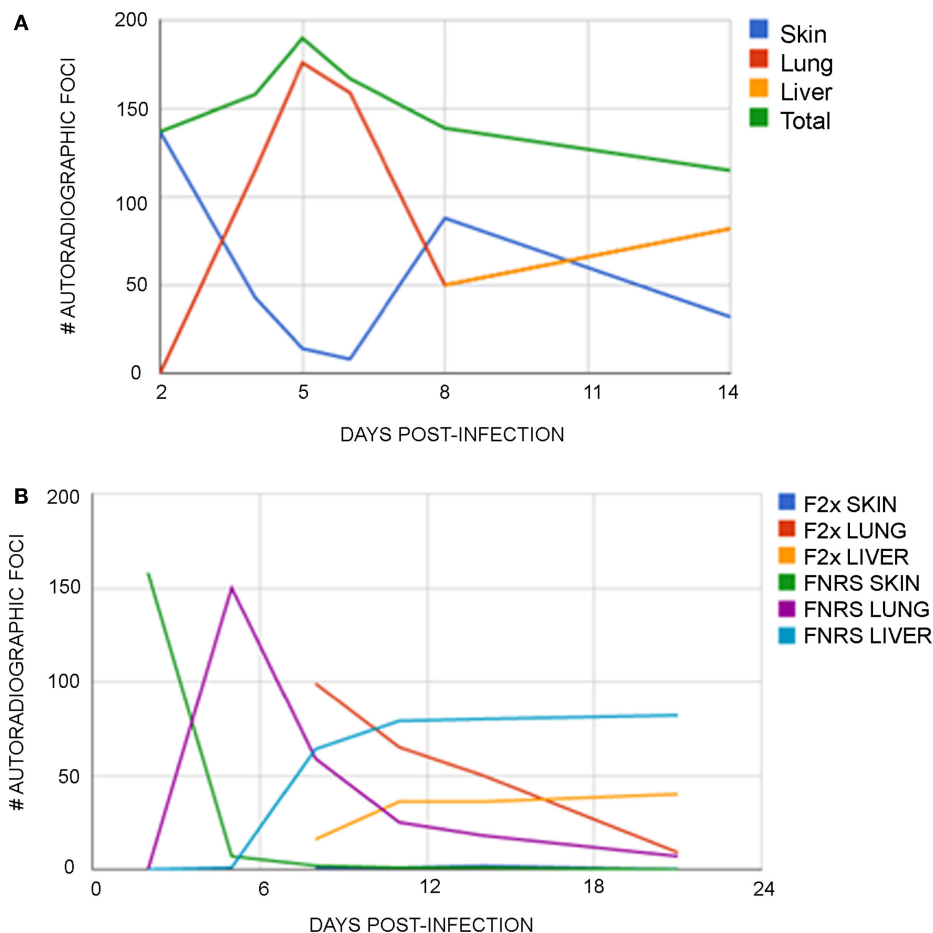 A
200
150
100
50
0
# AUTORADIOGRAPHIC FOCI
2 5 8 11 14
DAYS POST-INFECTION
Skin
Lung
Liver
Total
B
200
150
100
50
0
# AUTORADIOGRAPHIC FOCI
0 6 12 18 24
DAYS POST-INFECTION
F2x SKIN
F2x LUNG
F2x LIVER
FNRS SKIN
FNRS LUNG
FNRS LIVER